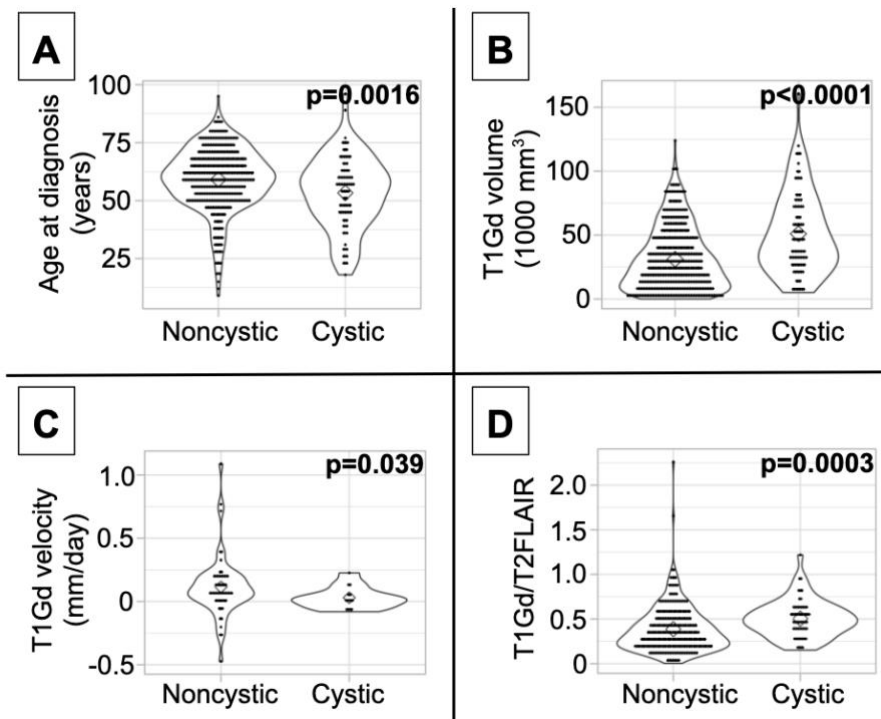 A
Age at diagnosis
(years)
100
75
50
25
p=0.0016
Noncystic
Cystic
B
T1Gd volume
(1000 mm³)
150
100
50
0
p<0.0001
Noncystic
Cystic
C
T1Gd velocity
(mm/day)
1.0
0.5
0
-0.5
p=0.039
Noncystic
Cystic
D
T1Gd/T2FLAIR
2.0
1.5
1.0
0.5
0
p=0.0003
Noncystic
Cystic